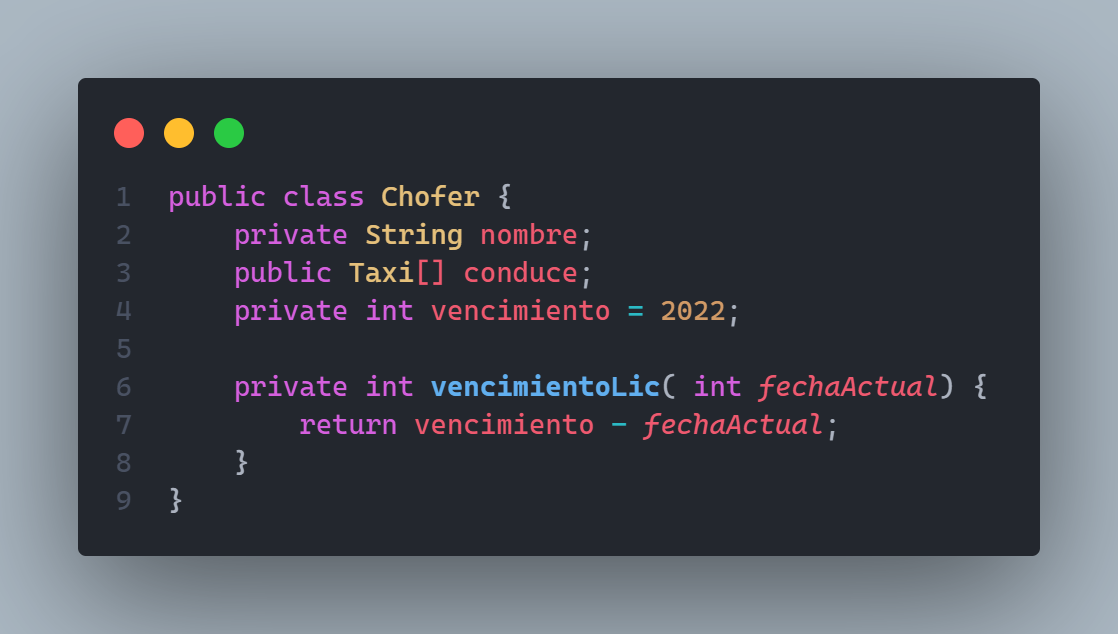 1 public class Chofer {
2     private String nombre;
3     public Taxi[] conduce;
4     private int vencimiento = 2022;
5
6     private int vencimientoLic( int fechaActual) {
7         return vencimiento - fechaActual;
8     }
9 }